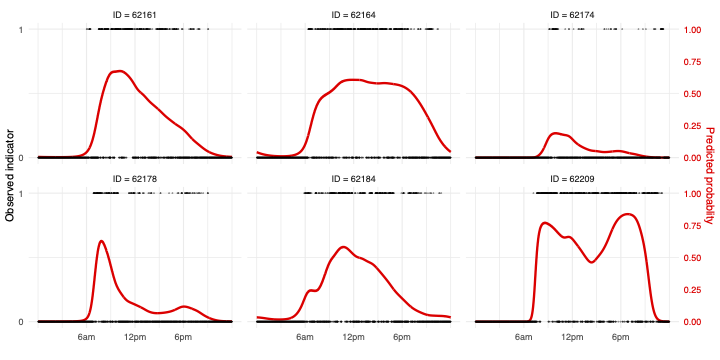 ID = 62161
ID = 62164
ID = 62174
1
0
1.00
0.75
0.50
0.25
0.00
Observed indicator
Predicted probablity
ID = 62178
ID = 62184
ID = 62209
1
0
1.00
0.75
0.50
0.25
0.00
6am 12pm 6pm
6am 12pm 6pm
6am 12pm 6pm